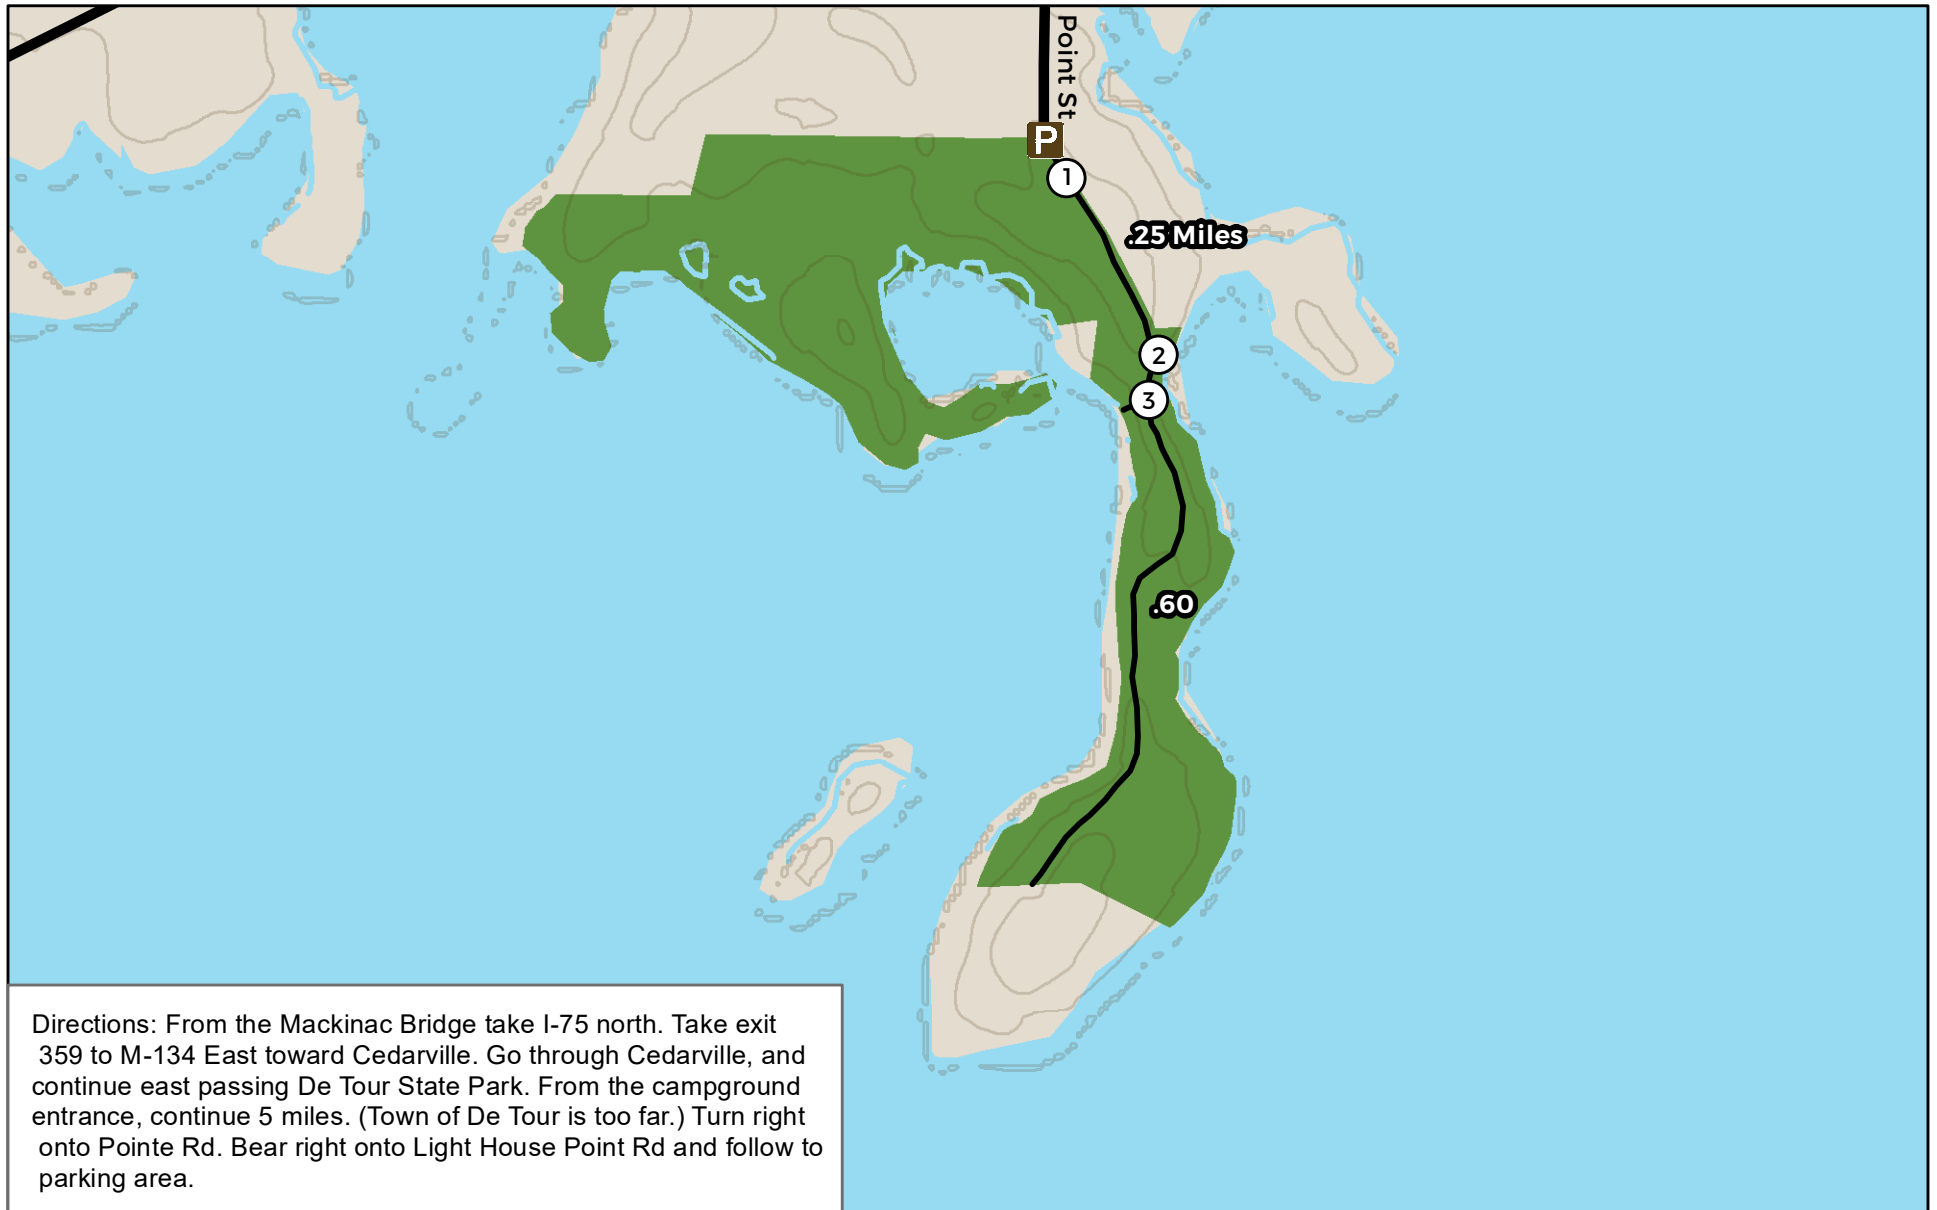 Point St
P
1
.25 Miles
2
3
.60
Directions: From the Mackinac Bridge take I-75 north. Take exit
359 to M-134 East toward Cedarville. Go through Cedarville, and
continue east passing De Tour State Park. From the campground
entrance, continue 5 miles. (Town of De Tour is too far.) Turn right
onto Pointe Rd. Bear right onto Light House Point Rd and follow to
parking area.